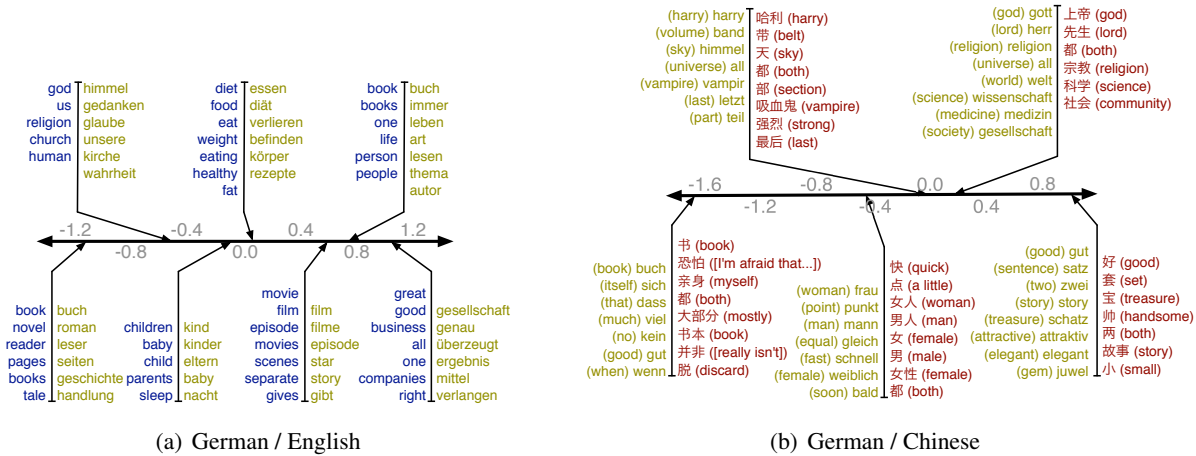 god himmel
us gedanken
religion glaube
church unsere
human kirche
wahrheit
diet essen
food diät
eat verlieren
weight befinden
eating körper
healthy rezepte
fat
book buch
books immer
one leben
life art
person lesen
people thema
autor
-1.2 -0.4 0.4 1.2
-0.8 0.0 0.8
book buch
novel roman
reader leser
pages seiten
books geschichte
tale handlung
children kind
baby kinder
child eltern
parents baby
sleep nacht
movie
film film
episode filme
movies episode
scenes star
separate story
gives gibt
great
good gesellschaft
business genau
all überzeugt
one ergebnis
companies mittel
right verlangen
(a) German / English
(harry) harry
(volume) band
(sky) himmel
(universe) all
(vampire) vampir
(last) letzt
(part) teil
哈利 (harry)
带 (belt)
天 (sky)
都 (both)
部 (section)
吸血鬼 (vampire)
强烈 (strong)
最后 (last)
(god) gott
(lord) herr
(religion) religion
(universe) all
(world) welt
(science) wissenschaft
(medicine) medizin
(society) gesellschaft
上帝 (god)
先生 (lord)
都 (both)
宗教 (religion)
科学 (science)
社会 (community)
-1.6 -0.8 0.0 0.8
-1.2 -0.4 0.4
(book) buch
(itself) sich
(that) dass
(much) viel
(no) kein
(good) gut
(when) wenn
书 (book)
恐怕 ([I'm afraid that...])
亲身 (myself)
都 (both)
大部分 (mostly)
书本 (book)
并非 ([really isn't])
脱 (discard)
(woman) frau
(point) punkt
(man) mann
(equal) gleich
(fast) schnell
(female) weiblich
(soon) bald
快 (quick)
点 (a little)
女人 (woman)
男人 (man)
女 (female)
男 (male)
女性 (female)
都 (both)
(good) gut
(sentence) satz
(two) zwei
(story) story
(treasure) schatz
(attractive) attraktiv
(elegant) elegant
(gem) juwel
好 (good)
套 (set)
宝 (treasure)
帅 (handsome)
两 (both)
故事 (story)
小 (small)
(b) German / Chinese